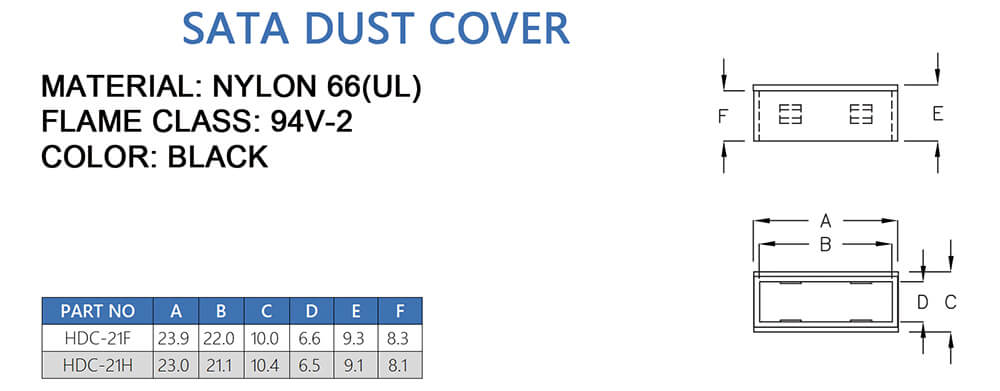 SATA DUST COVER
MATERIAL: NYLON 66(UL)
FLAME CLASS: 94V-2
COLOR: BLACK
F E
A
B
D C
PART NO A B C D E F
HDC-21F 23.9 22.0 10.0 6.6 9.3 8.3
HDC-21H 23.0 21.1 10.4 6.5 9.1 8.1